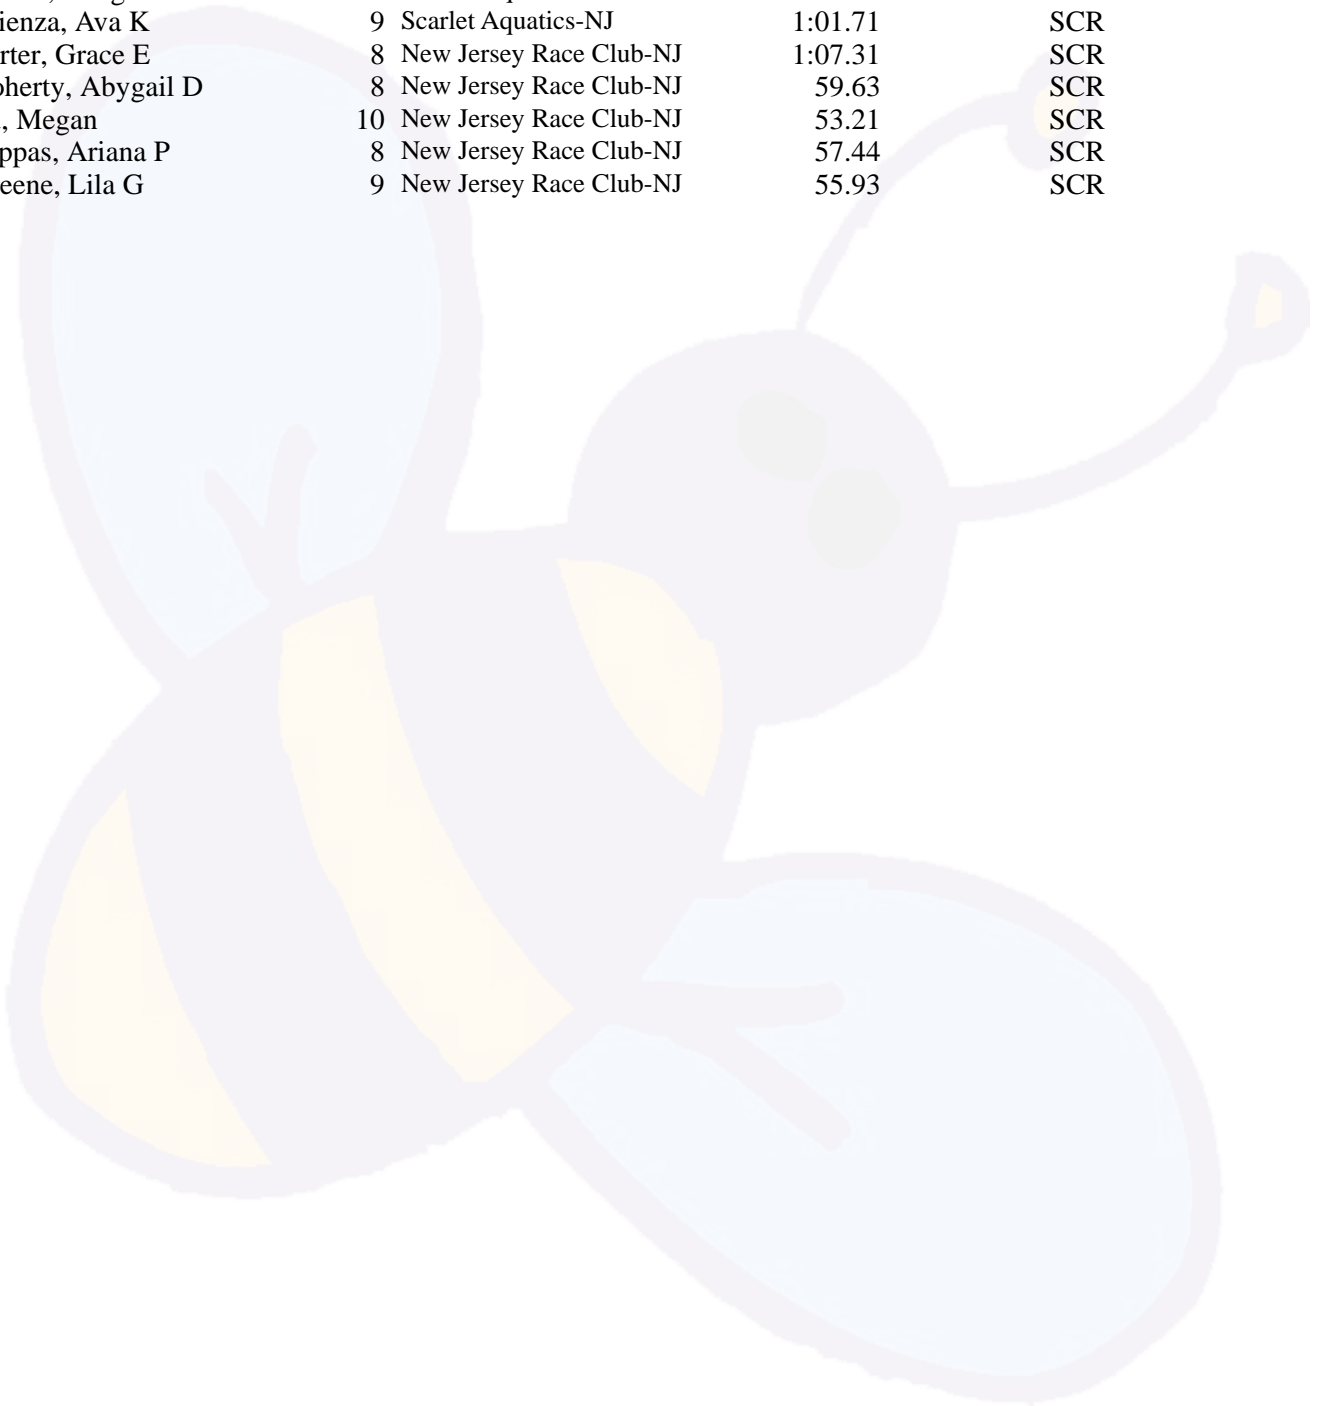 ienza, Ava K 9 Scarlet Aquatics-NJ 1:01.71 SCR
rter, Grace E 8 New Jersey Race Club-NJ 1:07.31 SCR
oherty, Abygail D 8 New Jersey Race Club-NJ 59.63 SCR
, Megan 10 New Jersey Race Club-NJ 53.21 SCR
ppas, Ariana P 8 New Jersey Race Club-NJ 57.44 SCR
eene, Lila G 9 New Jersey Race Club-NJ 55.93 SCR